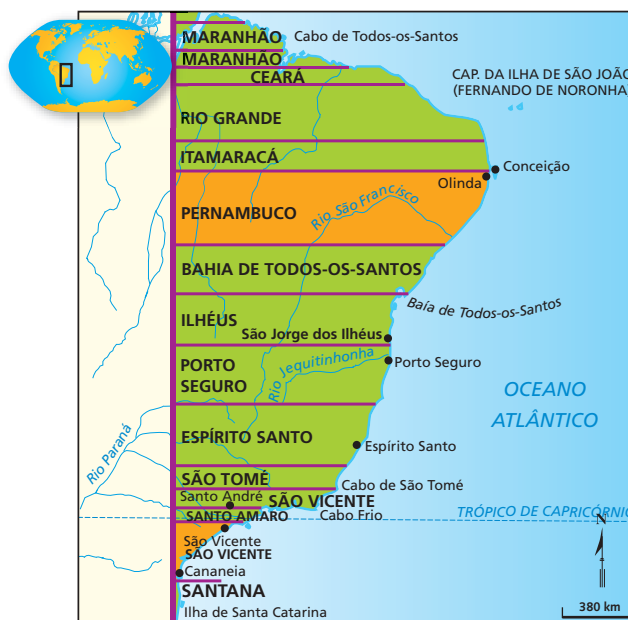 MARANHÃO
Cabo de Todos-os-Santos
MARANHÃO
CEARÁ
CAP. DA ILHA DE SÃO JOÃO
(FERNANDO DE NORONHA)
RIO GRANDE
ITAMARACÁ
Conceição
Olinda
PERNAMBUCO
Rio São Francisco
BAHIA DE TODOS-OS-SANTOS
Baía de Todos-os-Santos
ILHÉUS
São Jorge dos Ilhéus
PORTO
SEGURO
Rio Jequitinhonha
Porto Seguro
OCEANO
ATLÂNTICO
ESPÍRITO SANTO
Espírito Santo
Rio Paraná
SÃO TOMÉ
Cabo de São Tomé
Santo André
SÃO VICENTE
SANTO AMARO
Cabo Frio
TRÓPICO DE CAPRICÓRNIO
N
São Vicente
SÃO VICENTE
Cananeia
SANTANA
Ilha de Santa Catarina
380 km